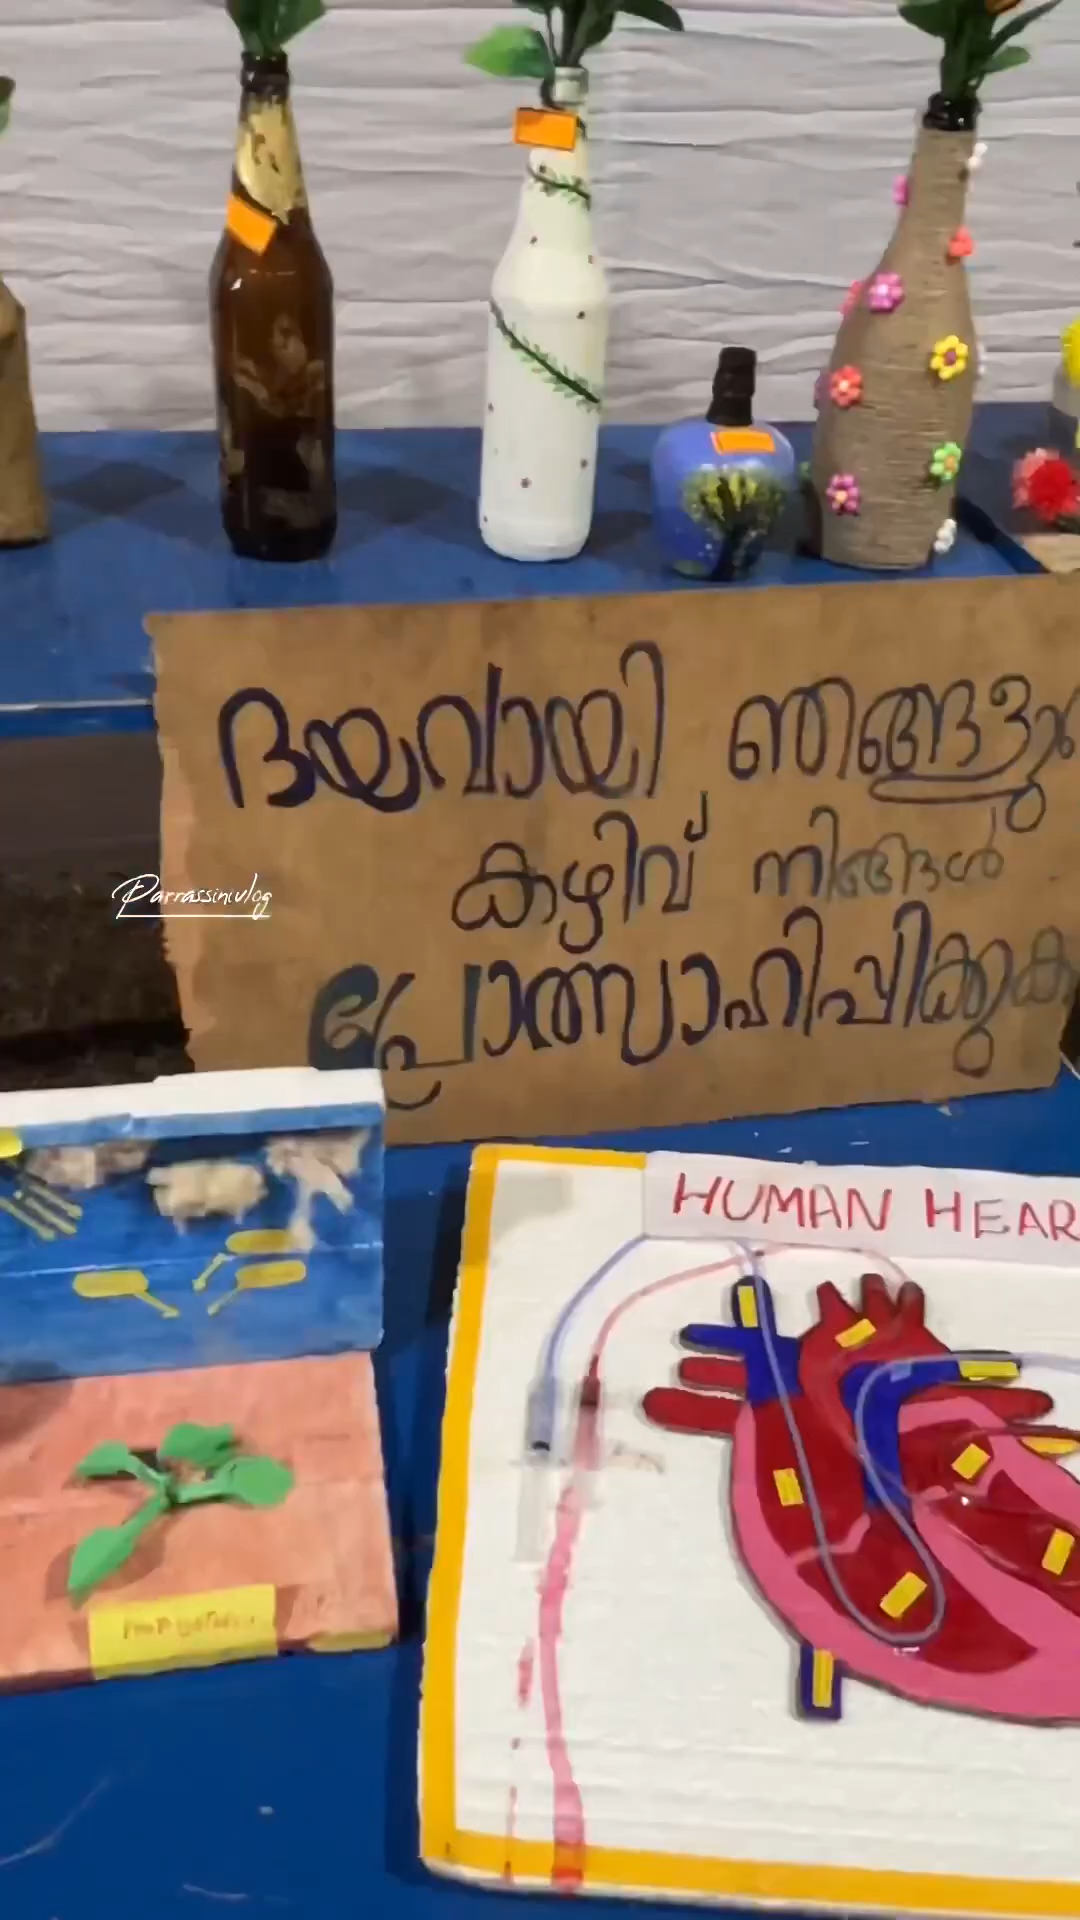 ദയവായി ഞങ്ങളുടെ
കഴിവ് നിങ്ങൾ
പ്രോത്സാഹിപ്പിക്കുക
Parrassinivlog
HUMAN HEAR